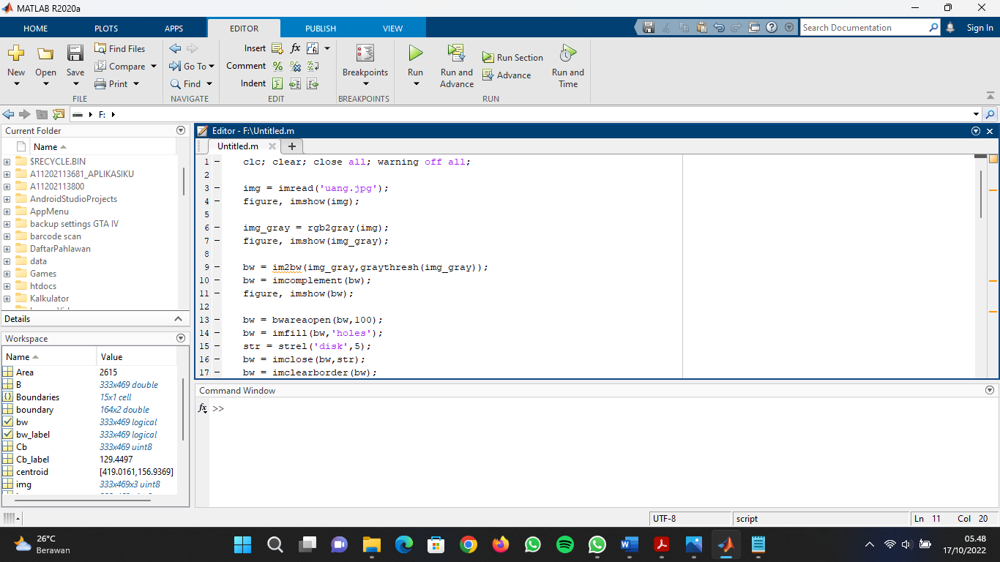 MATLAB R2020a
HOME PLOTS APPS EDITOR PUBLISH VIEW
Search Documentation
Sign In
New
Open
Save
Find Files
Compare
Print
FILE
Go To
Find
NAVIGATE
Insert
fx
Comment
Indent
EDIT
Breakpoints
BREAKPOINTS
Run
Run and
Advance
Run Section
Advance
Run and
Time
RUN
F:
Current Folder
Name
$RECYCLE.BIN
A11202113681_APLIKASIKU
A11202113800
AndroidStudioProjects
AppMenu
backup settings GTA IV
barcode scan
DaftarPahlawan
data
Games
htdocs
Kalkulator
Details
Workspace
Name Value
Area 2615
B 333x469 double
Boundaries 15x1 cell
boundary 164x2 double
bw 333x469 logical
bw_label 333x469 logical
Cb 333x469 uint8
Cb_label 129.4497
centroid [419.0161,156.9369]
img 333x469x3 uint8
Editor - F:\Untitled.m
Untitled.m
1 clc; clear; close all; warning off all;
2
3 img = imread('uang.jpg');
4 figure, imshow(img);
5
6 img_gray = rgb2gray(img);
7 figure, imshow(img_gray);
8
9 bw = im2bw(img_gray,graythresh(img_gray));
10 bw = imcomplement(bw);
11 figure, imshow(bw);
12
13 bw = bwareaopen(bw,100);
14 bw = imfill(bw,'holes');
15 str = strel('disk',5);
16 bw = imclose(bw,str);
17 bw = imclearborder(bw);
Command Window
fx >>
UTF-8 script Ln 11 Col 20
26°C
Berawan
05.48
17/10/2022